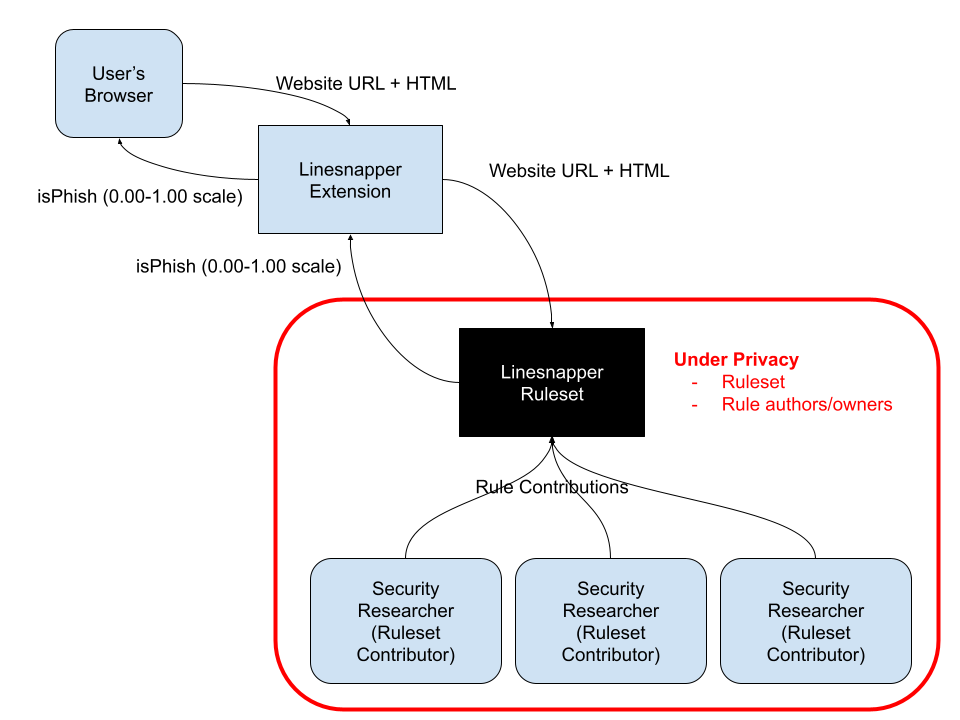 User’s
Browser
Website URL + HTML
Linesnapper
Extension
Website URL + HTML
isPhish (0.00-1.00 scale)
isPhish (0.00-1.00 scale)
Linesnapper
Ruleset
Under Privacy
- Ruleset
- Rule authors/owners
Rule Contributions
Security
Researcher
(Ruleset
Contributor)
Security
Researcher
(Ruleset
Contributor)
Security
Researcher
(Ruleset
Contributor)